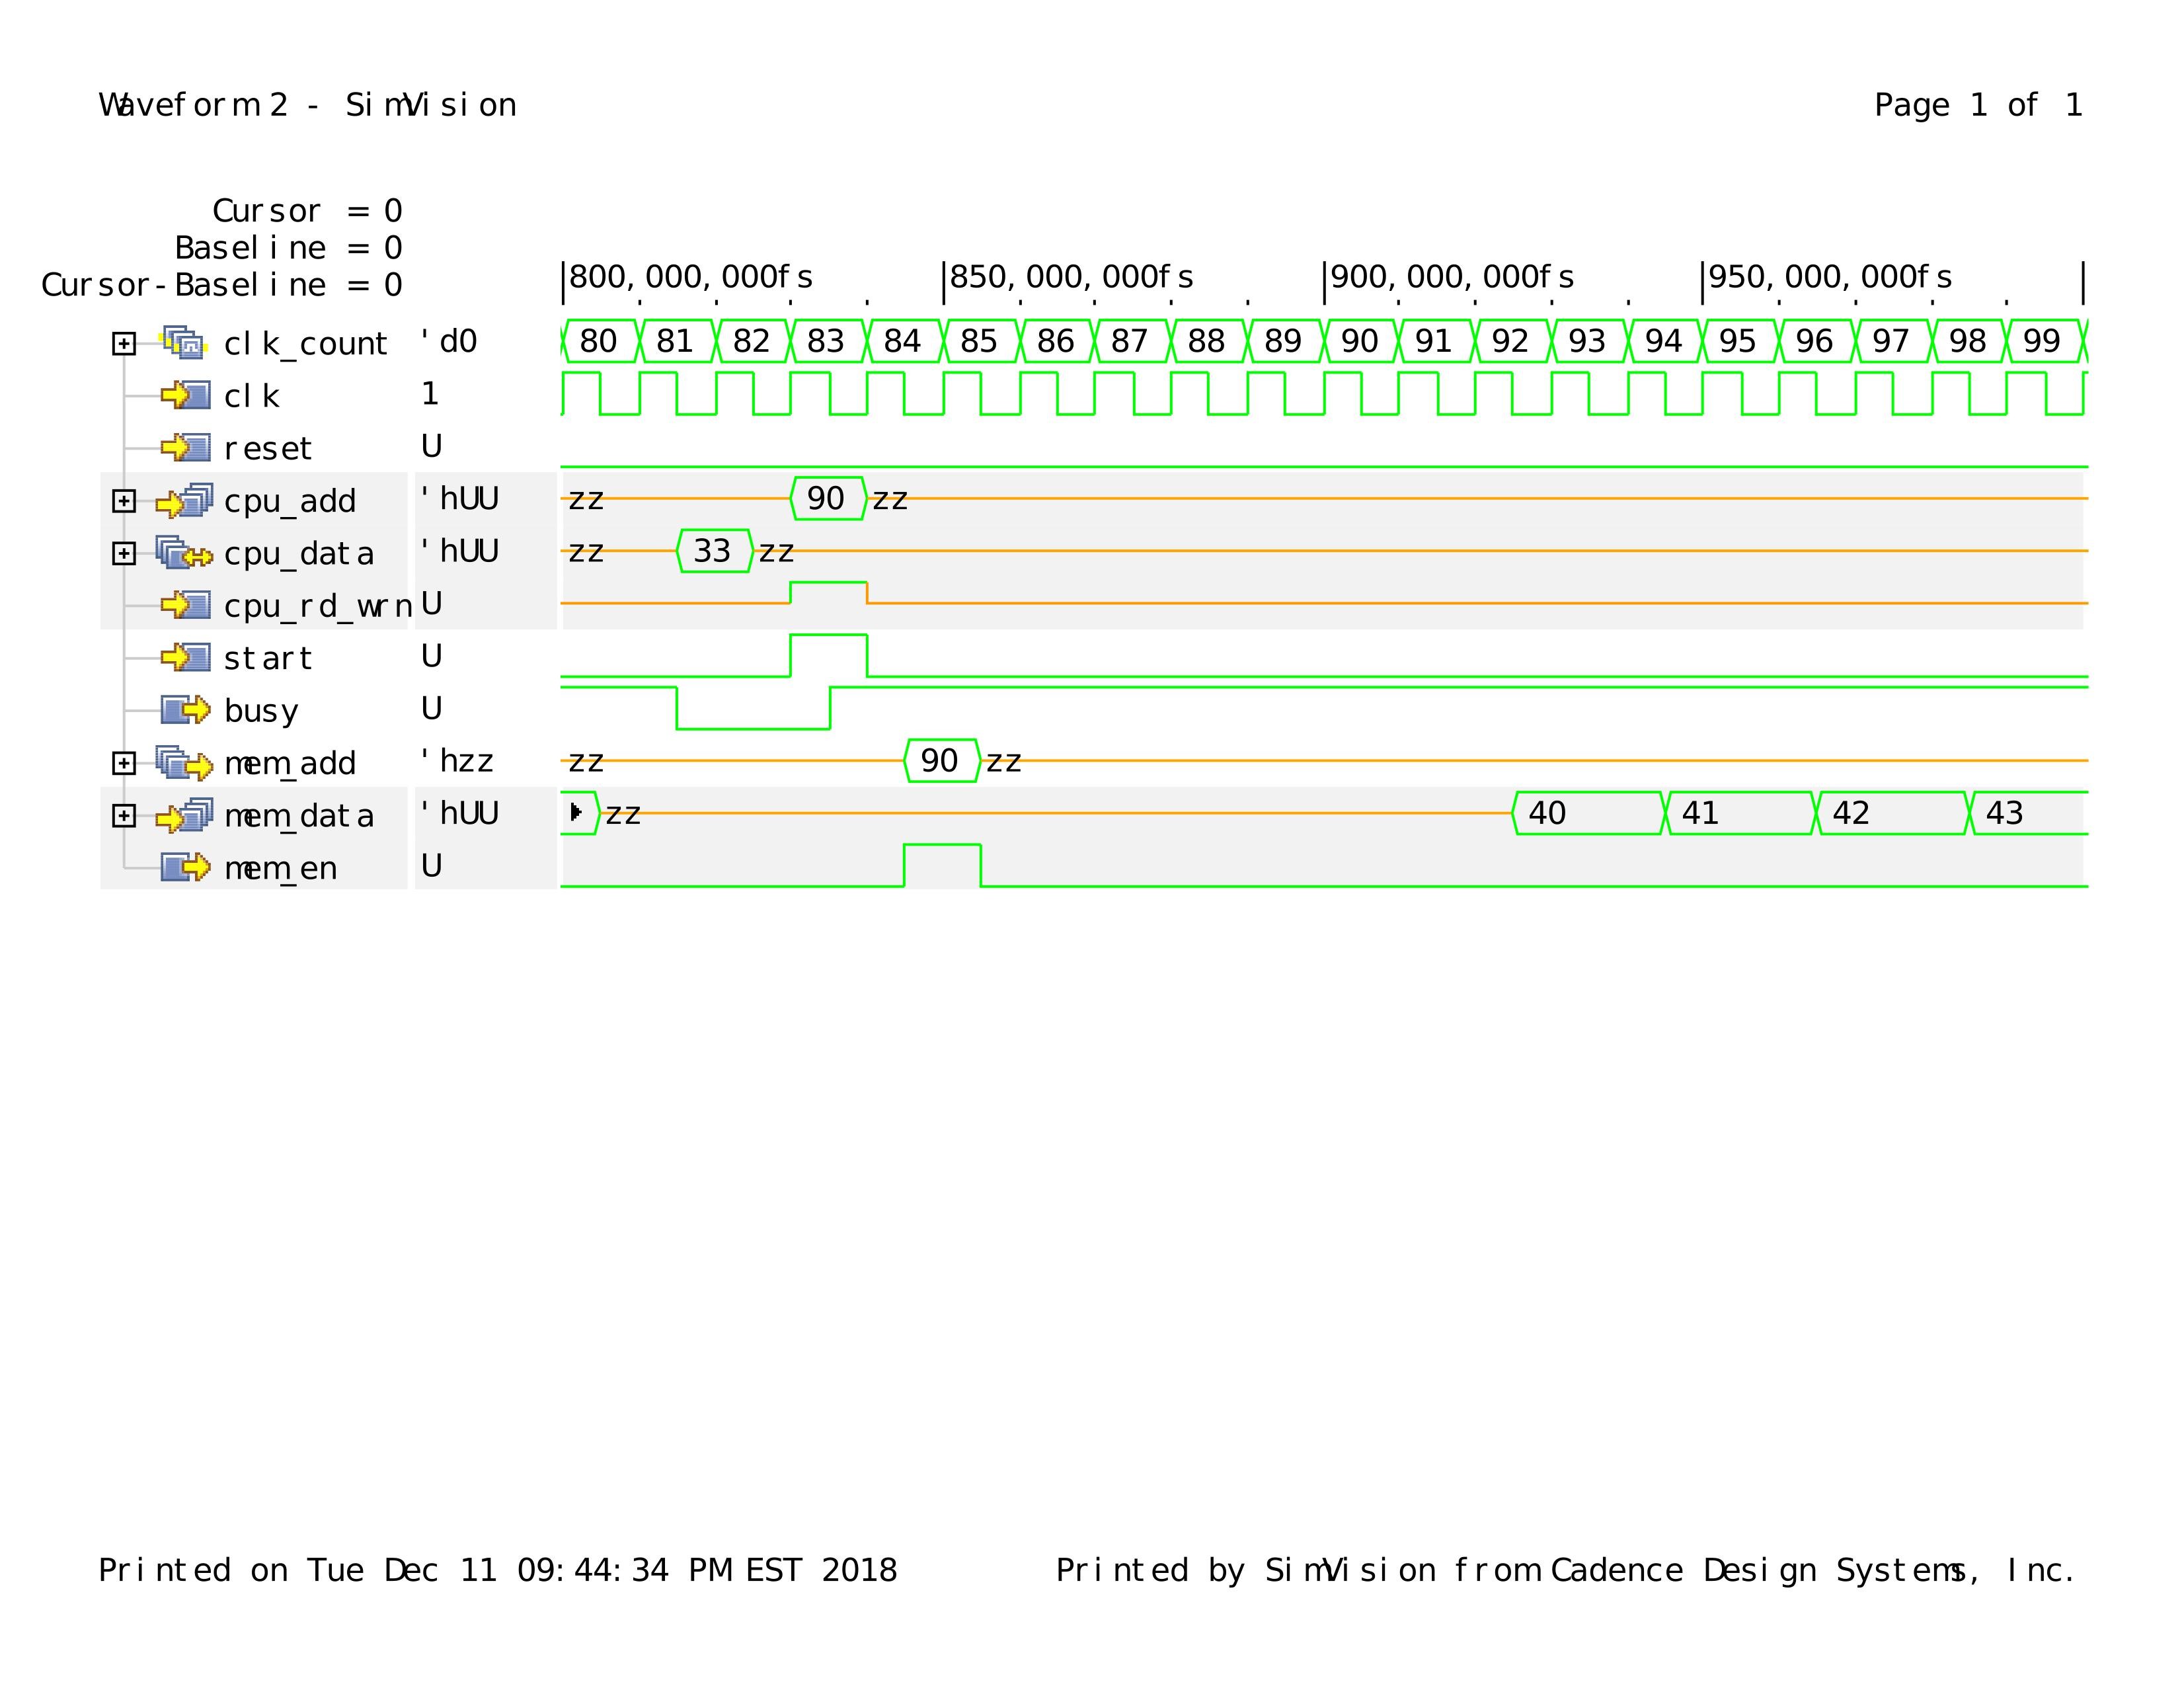 Waveform2 - SimVision Page 1 of 1
Cursor = 0
Baseline = 0
Cursor-Baseline = 0
800,000,000fs 850,000,000fs 900,000,000fs 950,000,000fs
clk_count 'd0 80 81 82 83 84 85 86 87 88 89 90 91 92 93 94 95 96 97 98 99
clk 1
reset U
cpu_add 'hUU zz 90 zz
cpu_data 'hUU zz 33 zz
cpu_rd_wrn U
start U
busy U
mem_add 'hzz zz 90 zz
mem_data 'hUU zz 40 41 42 43
mem_en U
Printed on Tue Dec 11 09:44:34 PM EST 2018 Printed by SimVision from Cadence Design Systems, Inc.